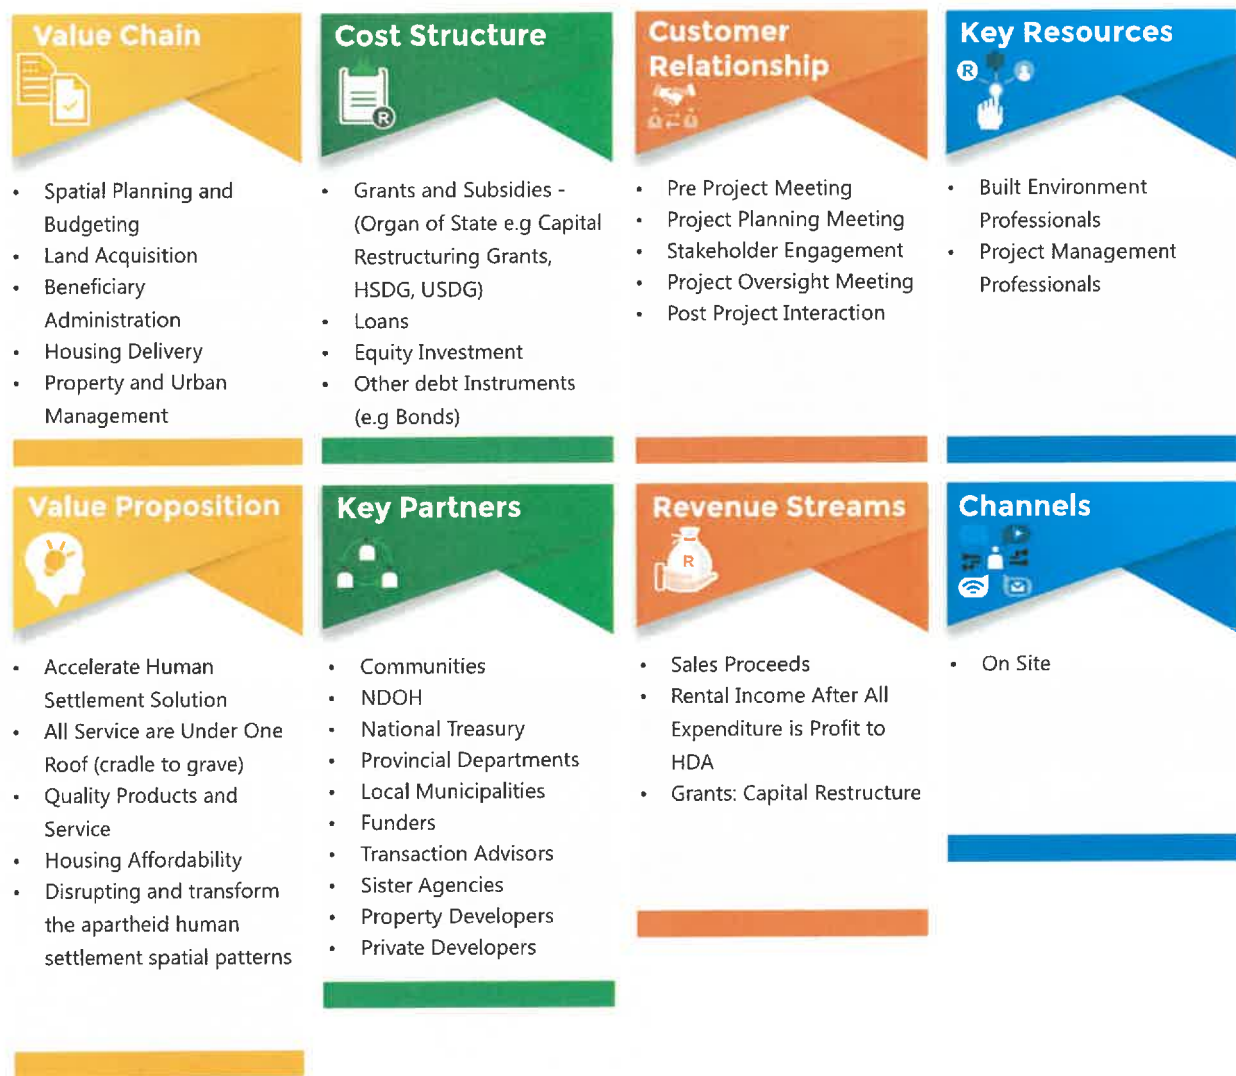 Value Chain
• Spatial Planning and
Budgeting
• Land Acquisition
• Beneficiary
Administration
• Housing Delivery
• Property and Urban
Management
Cost Structure
R
• Grants and Subsidies -
(Organ of State e.g Capital
Restructuring Grants,
HSDG, USDG)
• Loans
• Equity Investment
• Other debt Instruments
(e.g Bonds)
Customer
Relationship
• Pre Project Meeting
• Project Planning Meeting
• Stakeholder Engagement
• Project Oversight Meeting
• Post Project Interaction
Key Resources
R
• Built Environment
Professionals
• Project Management
Professionals
Value Proposition
• Accelerate Human
Settlement Solution
• All Service are Under One
Roof (cradle to grave)
• Quality Products and
Service
• Housing Affordability
• Disrupting and transform
the apartheid human
settlement spatial patterns
Key Partners
• Communities
• NDOH
• National Treasury
• Provincial Departments
• Local Municipalities
• Funders
• Transaction Advisors
• Sister Agencies
• Property Developers
• Private Developers
Revenue Streams
R
• Sales Proceeds
• Rental Income After All
Expenditure is Profit to
HDA
• Grants: Capital Restructure
Channels
• On Site